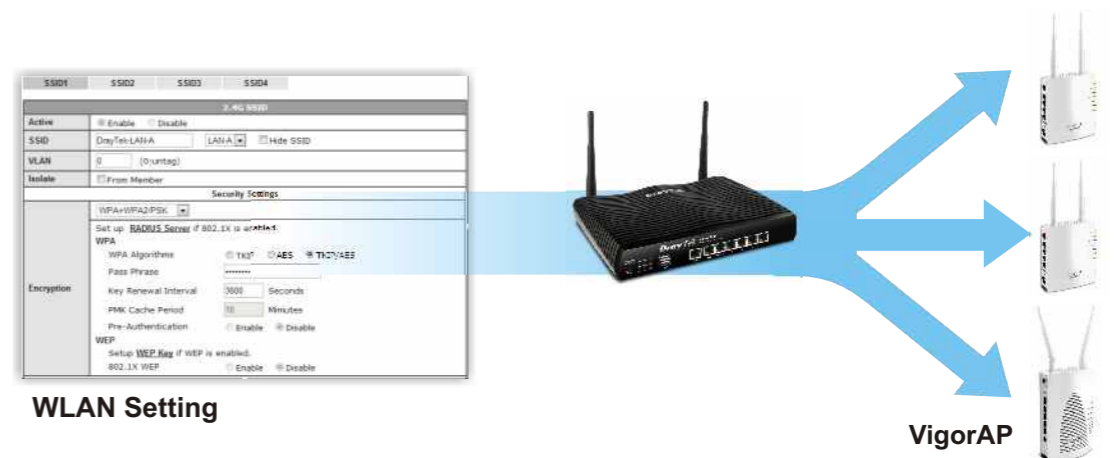 SSID1 SSID2 SSID3 SSID4
2.4G SSID
Active Enable Disable
SSID DrayTek-LAN-A LAN-A Hide SSID
VLAN 0 (0:untag)
Isolate From Member
Security Settings
WPA+WPA2/PSK
Set up RADIUS Server if 802.1X is enabled.
WPA
WPA Algorithms TKIP AES TKIP/AES
Pass Phrase ••••••••
Encryption Key Renewal Interval 3600 Seconds
PMK Cache Period 10 Minutes
Pre-Authentication Enable Disable
WEP
Setup WEP Key if WEP is enabled.
802.1X WEP Enable Disable
WLAN Setting
DrayTek
VigorAP